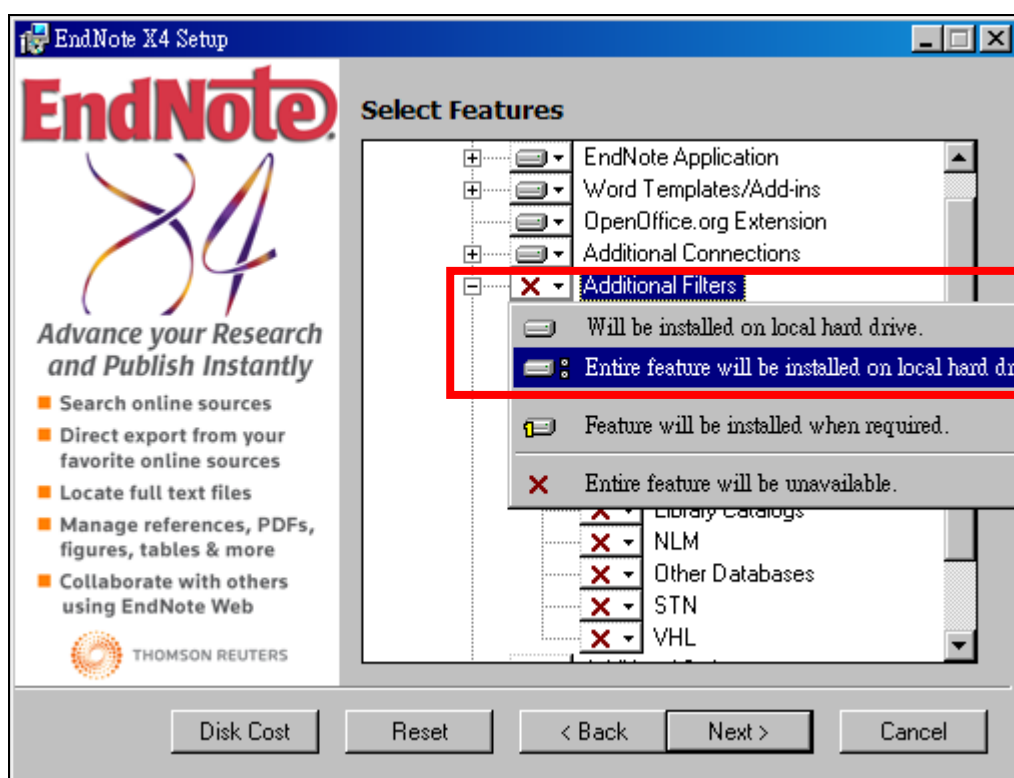 EndNote X4 Setup
EndNote
X4
Advance your Research
and Publish Instantly
Search online sources
Direct export from your
favorite online sources
Locate full text files
Manage references, PDFs,
figures, tables & more
Collaborate with others
using EndNote Web
THOMSON REUTERS
Select Features
EndNote Application
Word Templates/Add-ins
OpenOffice.org Extension
Additional Connections
Additional Filters
Will be installed on local hard drive.
Entire feature will be installed on local hard
Feature will be installed when required.
Entire feature will be unavailable.
Library Catalogs
NLM
Other Databases
STN
VHL
Disk Cost
Reset
< Back
Next >
Cancel